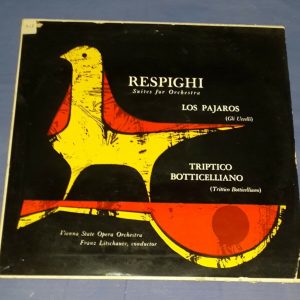 RESPIGHI
Suites for Orchestra
LOS PAJAROS
(Gli Uccelli)
TRIPTICO
BOTTICELLIANO
(Trittico Botticelliano)
Vienna State Opera Orchestra
Franz Litschauer, conductor